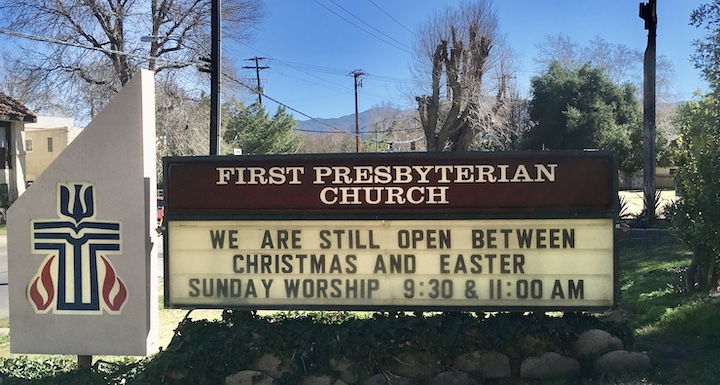 FIRST PRESBYTERIAN
CHURCH
WE ARE STILL OPEN BETWEEN
CHRISTMAS AND EASTER
SUNDAY WORSHIP 9:30 & 11:00 AM